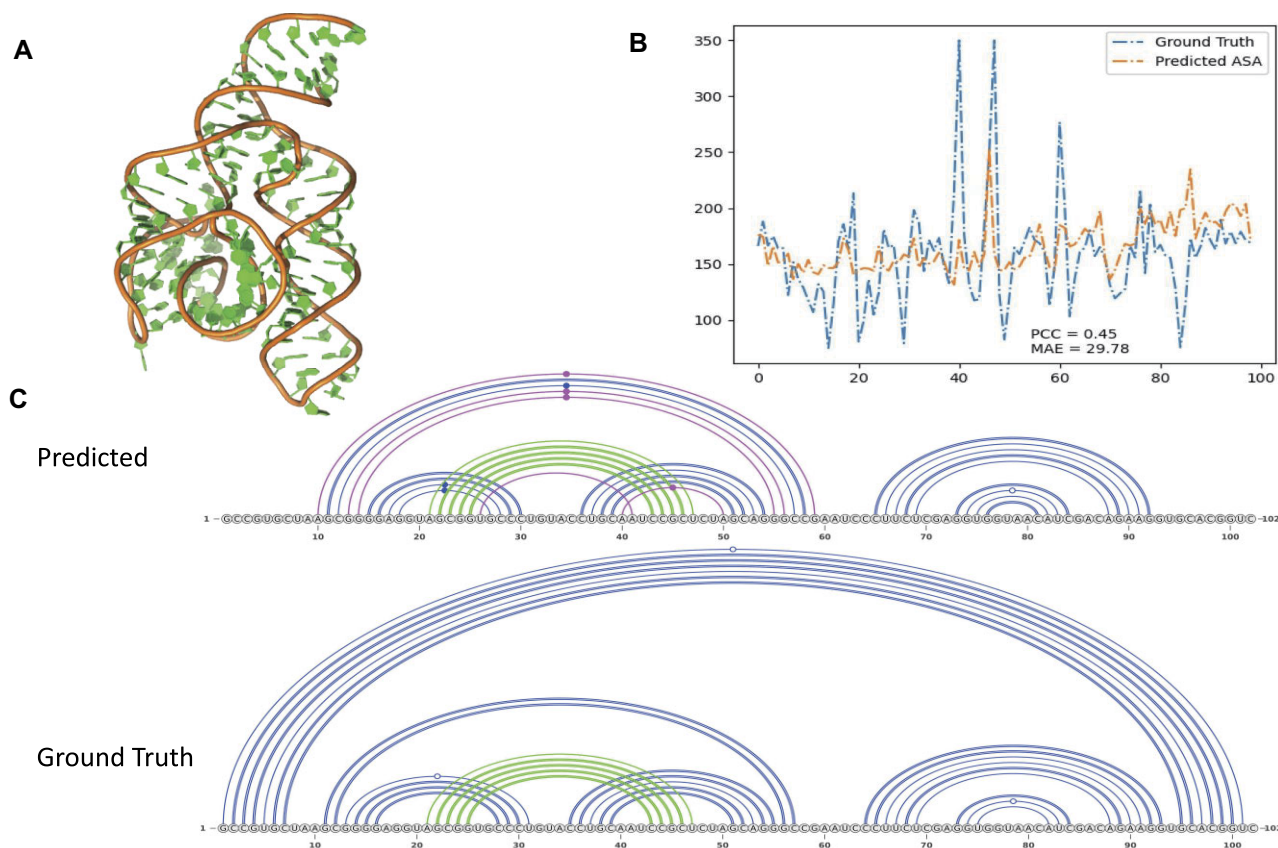 A
B
350
300
250
200
150
100
Ground Truth
Predicted ASA
PCC = 0.45
MAE = 29.78
0 20 40 60 80 100
C
Predicted
1 GCCGUGCUAAGCGGGGAGGUAGCGGUGCCCUGUACCUGCAAUCCGCUCUAGCAGGGCCGAAUCCCUUCUCGAGGUGGUAACAUCGACAGAAGGUGCACGGUC 102
10 20 30 40 50 60 70 80 90 100
Ground Truth
1 GCCGUGCUAAGCGGGGAGGUAGCGGUGCCCUGUACCUGCAAUCCGCUCUAGCAGGGCCGAAUCCCUUCUCGAGGUGGUAACAUCGACAGAAGGUGCACGGUC
10 20 30 40 50 60 70 80 90 100